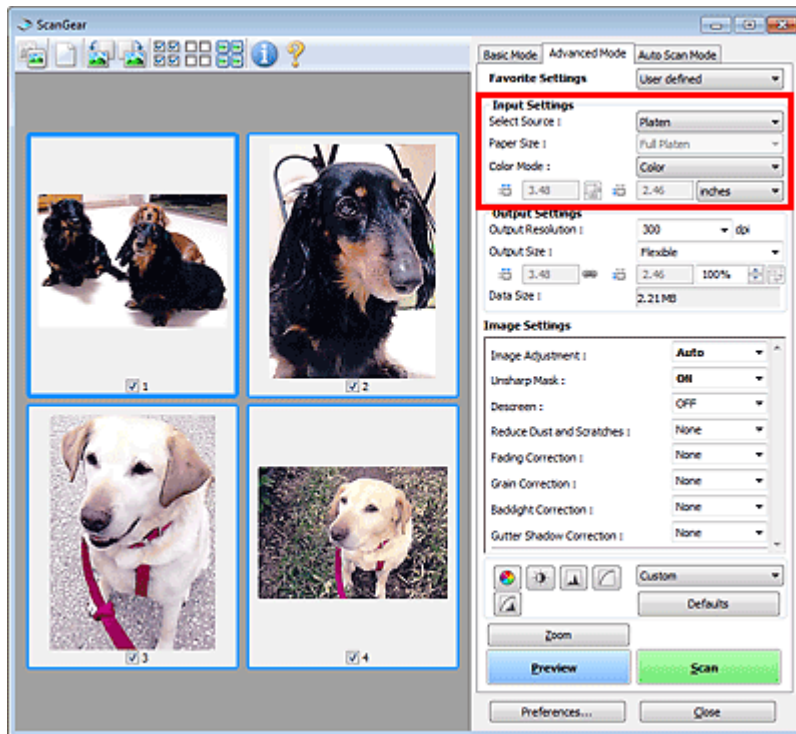 ScanGear
Basic Mode Advanced Mode Auto Scan Mode
Favorite Settings User defined
Input Settings
Select Source : Platen
Paper Size : Full Platen
Color Mode : Color
3.48 2.46 inches
Output Settings
Output Resolution : 300 dpi
Output Size : Flexible
3.48 2.46 100%
Data Size : 2.21 MB
Image Settings
Image Adjustment : Auto
Unsharp Mask : ON
Descreen : OFF
Reduce Dust and Scratches : None
Fading Correction : None
Grain Correction : None
Backlight Correction : None
Gutter Shadow Correction : None
Custom
Defaults
Zoom
Preview Scan
Preferences... Close
1 2
3 4